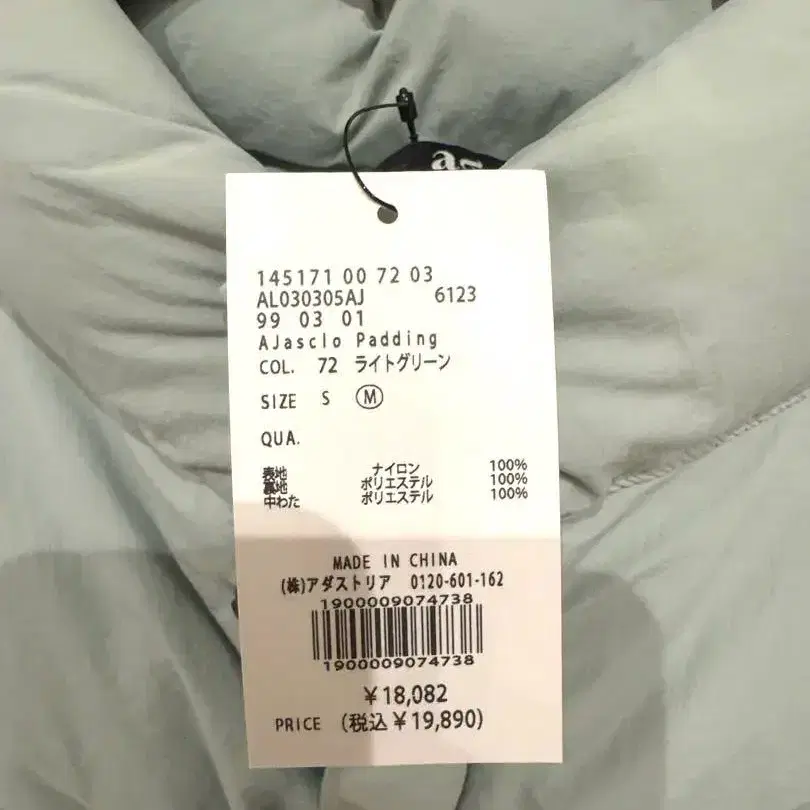 as
145171 00 72 03
AL030305AJ 6123
99 03 01
AJasclo Padding
COL. 72 ライトグリーン
SIZE S M
QUA.
表地 ナイロン 100%
裏地 ポリエステル 100%
中わた ポリエステル 100%
MADE IN CHINA
(株)アダストリア 0120-601-162
1900009074738
1900009074738
¥18,082
PRICE (税込¥19,890)